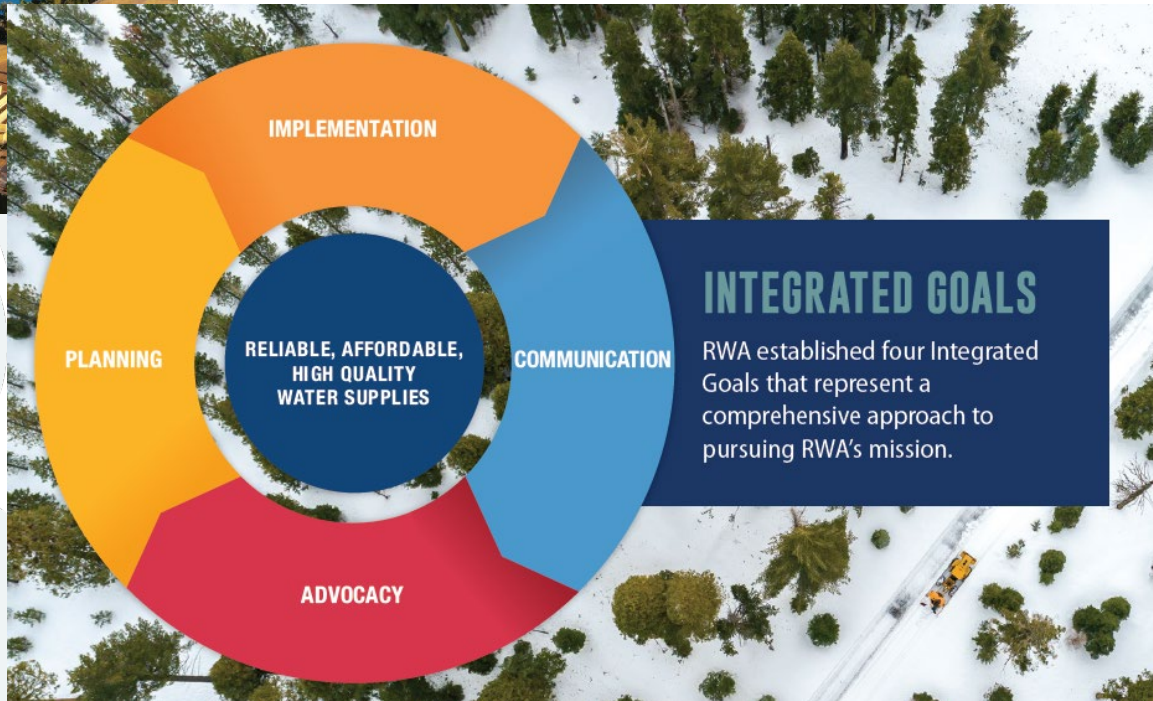 IMPLEMENTATION
PLANNING
RELIABLE, AFFORDABLE,
HIGH QUALITY
WATER SUPPLIES
COMMUNICATION
ADVOCACY
INTEGRATED GOALS
RWA established four Integrated
Goals that represent a
comprehensive approach to
pursuing RWA's mission.